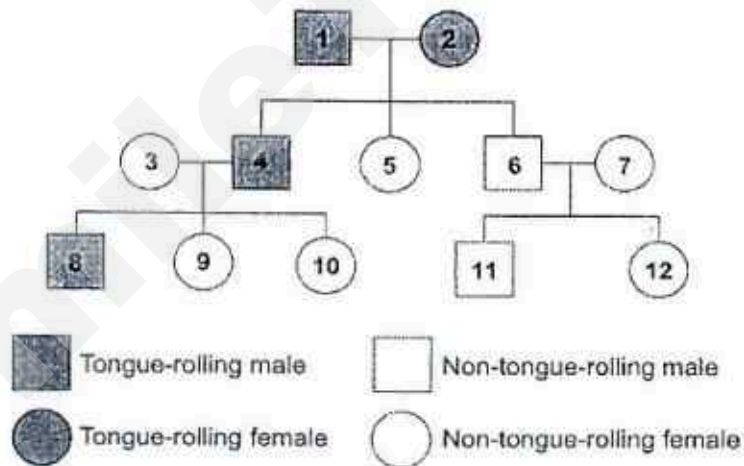 1 2
3 4 5 6 7
8 9 10 11 12
Tongue-rolling male Non-tongue-rolling male
Tongue-rolling female Non-tongue-rolling female